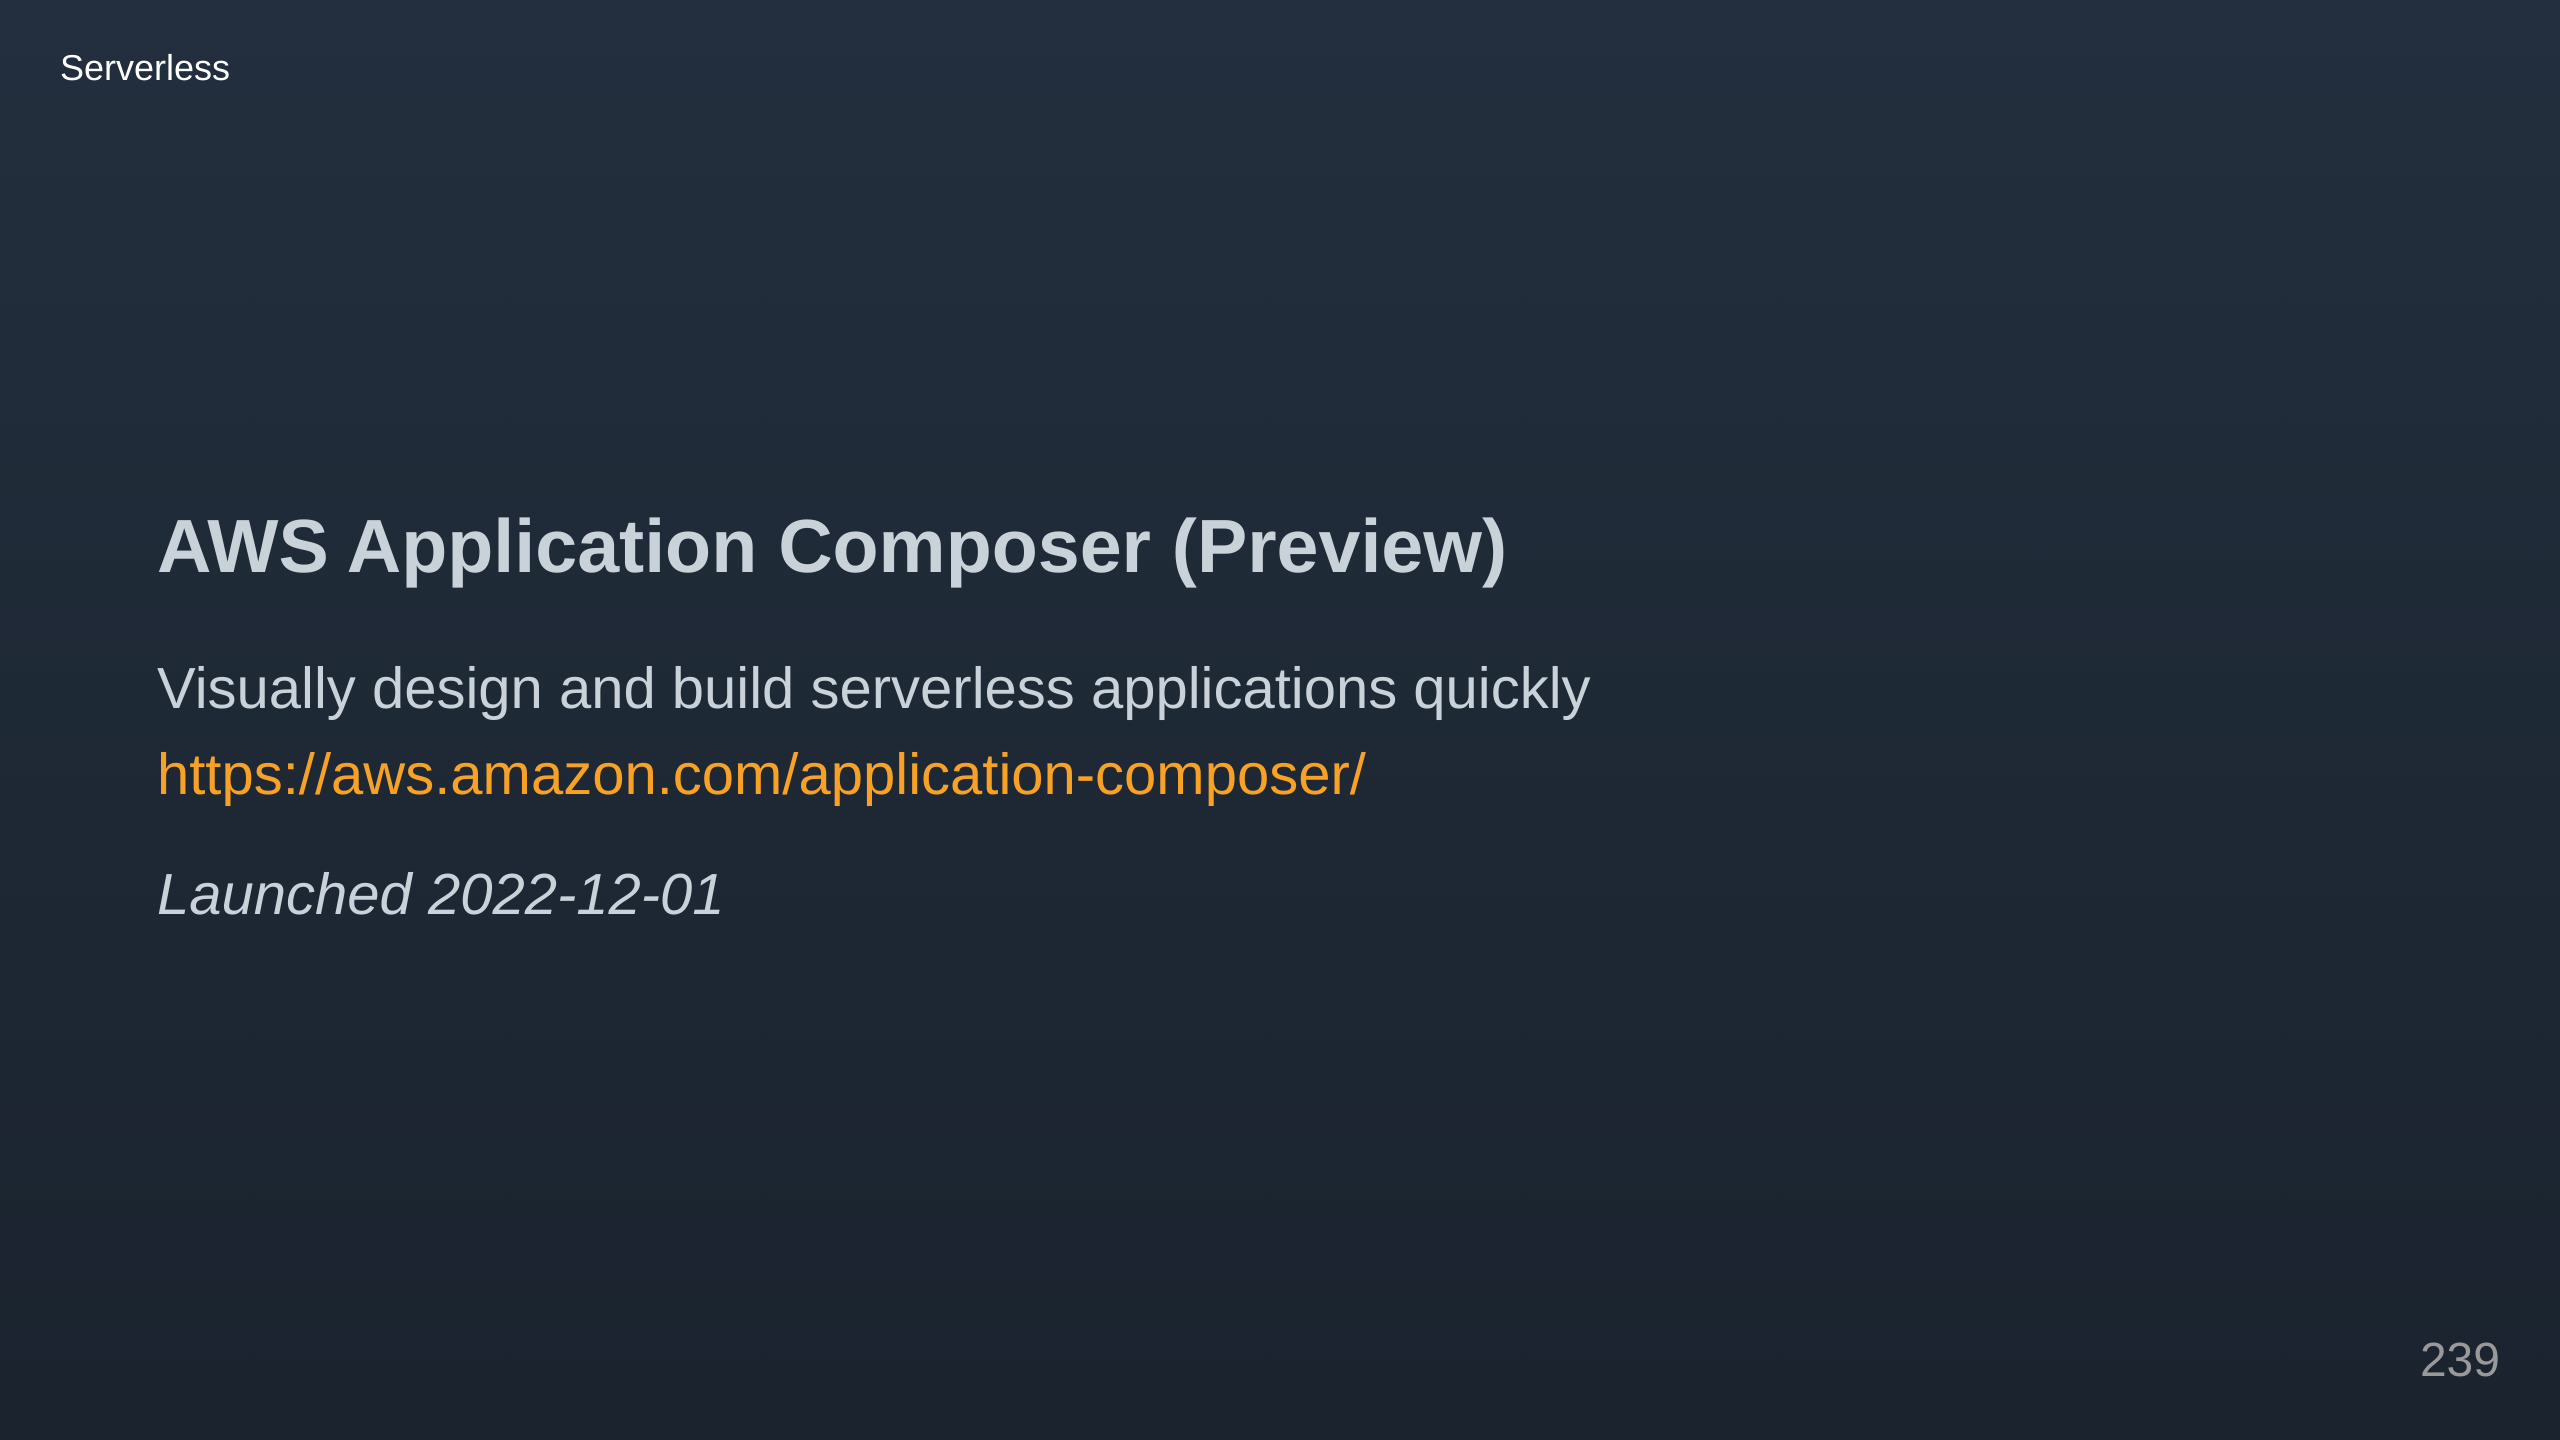 Serverless
AWS Application Composer (Preview)
Visually design and build serverless applications quickly
https://aws.amazon.com/application-composer/
Launched 2022-12-01
239